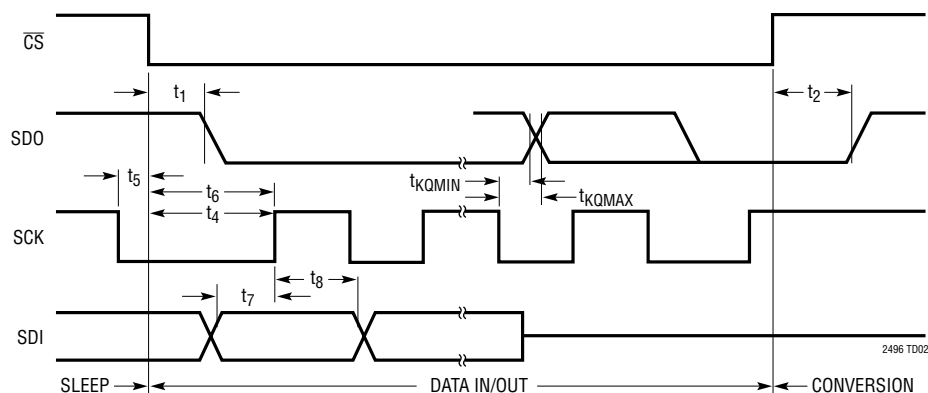 CS
t1
t2
SDO
t5
t6
tKQMIN
t4
tKQMAX
SCK
t8
t7
SDI
2496 TD02
SLEEP DATA IN/OUT CONVERSION